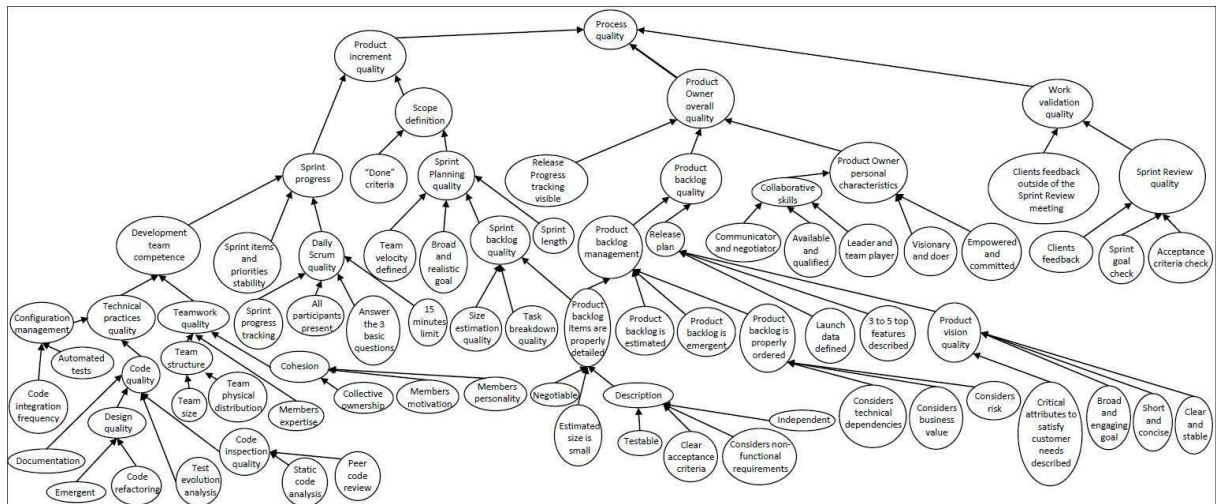 Process
quality
Product
increment
quality
Product
Owner
overall
quality
Work
validation
quality
Scope
definition
Sprint
progress
"Done"
criteria
Sprint
Planning
quality
Release
Progress
tracking
visible
Product
backlog
quality
Product Owner
personal
characteristics
Collaborative
skills
Clients feedback
outside of the
Sprint Review
meeting
Sprint Review
quality
Development
team
competence
Sprint items
and
priorities
stability
Daily
Scrum
quality
Team
velocity
defined
Broad
and
realistic
goal
Sprint
backlog
quality
Sprint
length
Product
backlog
management
Release
plan
Communicator
and negotiator
Available
and
qualified
Leader and
team player
Visionary
and doer
Empowered
and
committed
Clients
feedback
Sprint
goal
check
Acceptance
criteria check
Configuration
management
Technical
practices
quality
Teamwork
quality
Sprint
progress
tracking
All
participants
present
Answer
the 3
basic
questions
15
minutes
limit
Size
estimation
quality
Task
breakdown
quality
Product
backlog
items are
properly
detailed
Product
backlog is
estimated
Product
backlog is
emergent
Product
backlog is
properly
ordered
Launch
data
defined
3 to 5 top
features
described
Product
vision
quality
Automated
tests
Code
integration
frequency
Code
quality
Team
structure
Team
size
Team
physical
distribution
Cohesion
Collective
ownership
Members
motivation
Members
personality
Members
expertise
Negotiable
Estimated
size is
small
Description
Independent
Testable
Clear
acceptance
criteria
Considers non-
functional
requirements
Considers
technical
dependencies
Considers
business
value
Considers
risk
Critical
attributes to
satisfy
customer
needs
described
Broad
and
engaging
goal
Short
and
concise
Clear
and
stable
Design
quality
Documentation
Emergent
Code
refactoring
Test
evolution
analysis
Code
inspection
quality
Static
code
analysis
Peer
code
review